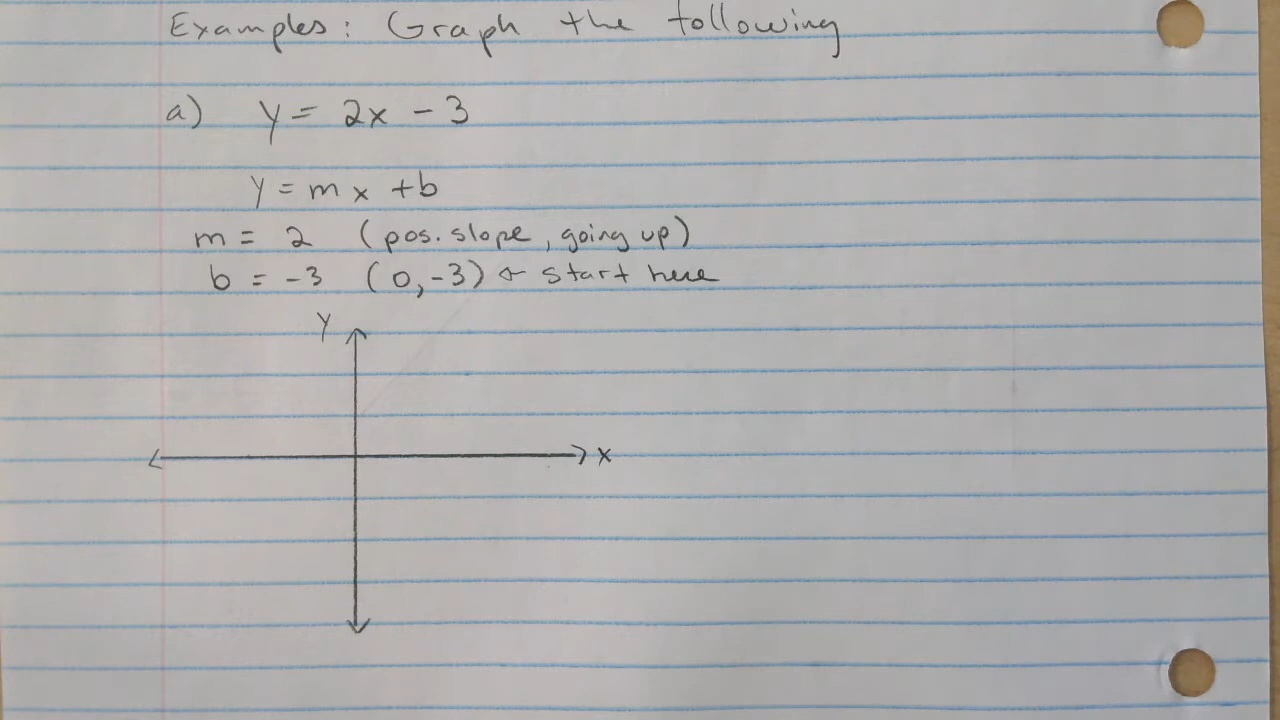 Examples: Graph the following
a) y = 2x - 3
y = mx + b
m = 2 (pos. slope, going up)
b = -3 (0,-3) ← start here
y
x